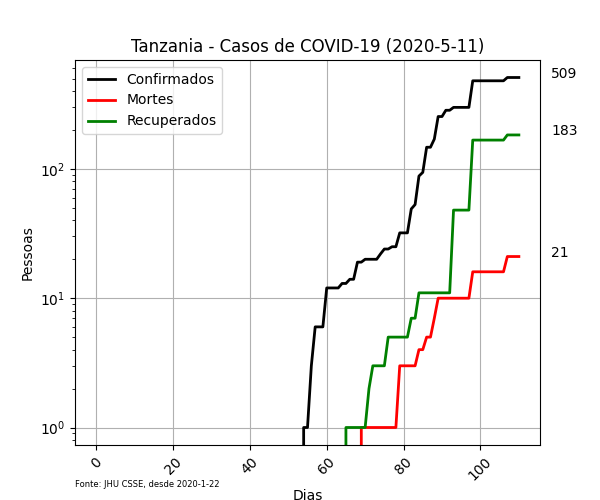 Tanzania - Casos de COVID-19 (2020-5-11)
Confirmados
Mortes
Recuperados
509
183
21
Pessoas
10²
10¹
10⁰
0 20 40 60 80 100
Fonte: JHU CSSE, desde 2020-1-22
Dias